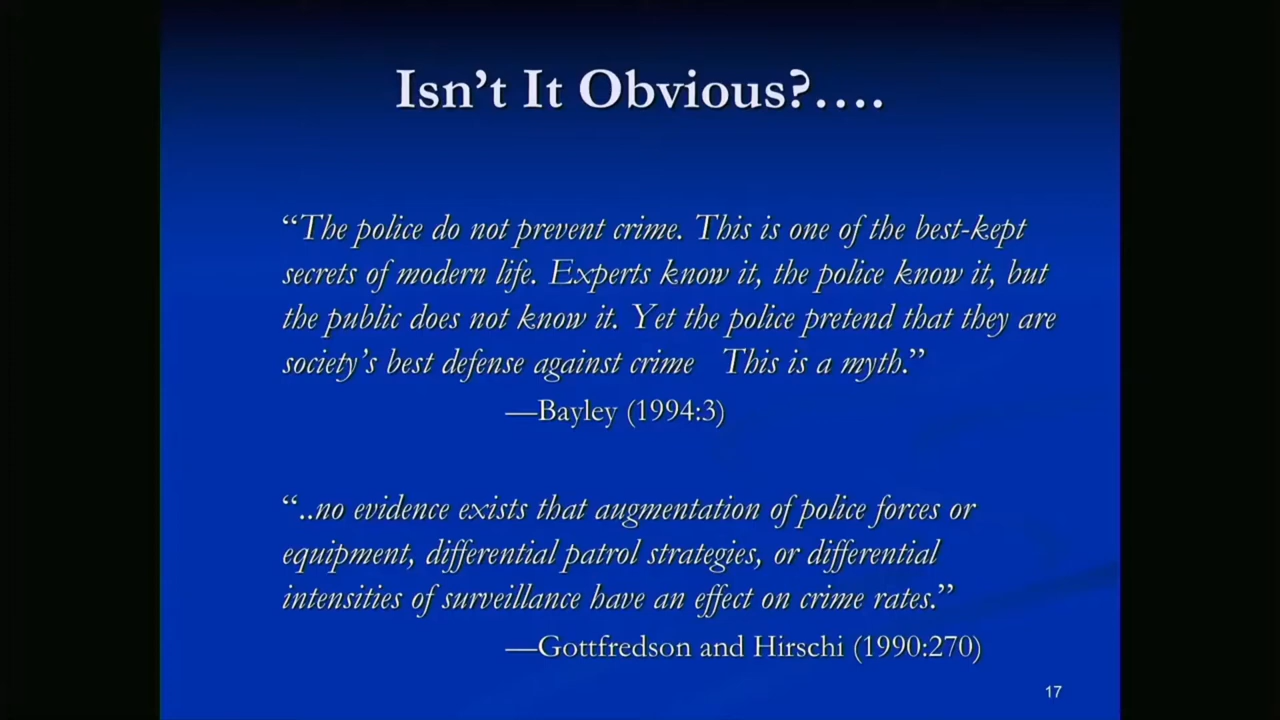 Isn't It Obvious?....
“The police do not prevent crime. This is one of the best-kept
secrets of modern life. Experts know it, the police know it, but
the public does not know it. Yet the police pretend that they are
society's best defense against crime   This is a myth.”
—Bayley (1994:3)
“..no evidence exists that augmentation of police forces or
equipment, differential patrol strategies, or differential
intensities of surveillance have an effect on crime rates.”
—Gottfredson and Hirschi (1990:270)
17